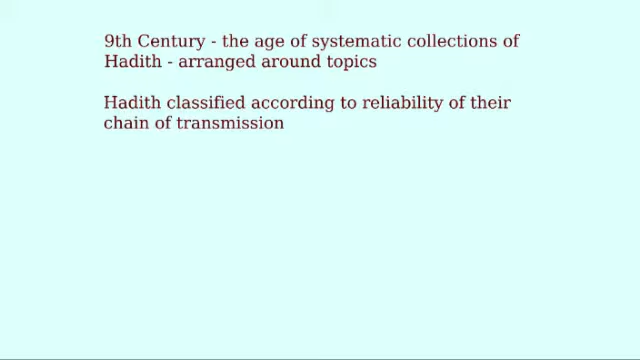 9th Century - the age of systematic collections of
Hadith - arranged around topics
Hadith classified according to reliability of their
chain of transmission